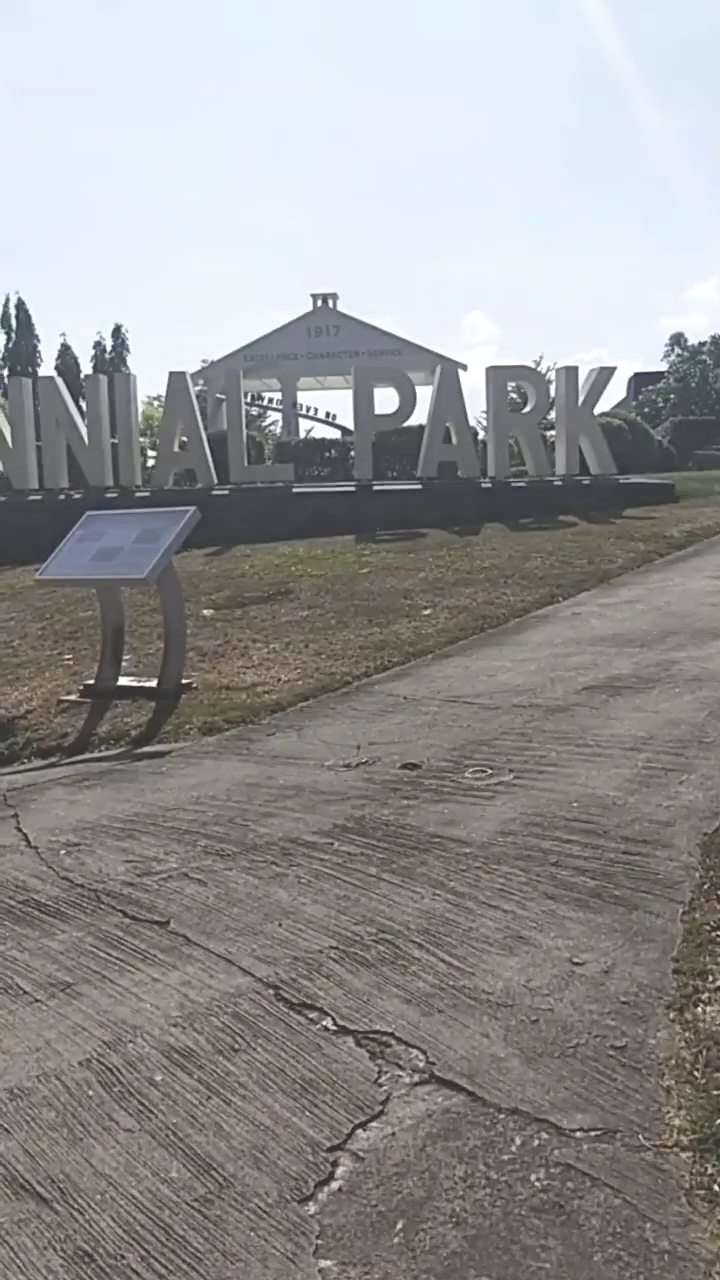 1917
EXCELLENCE • CHARACTER • SERVICE
NNIAL PARK